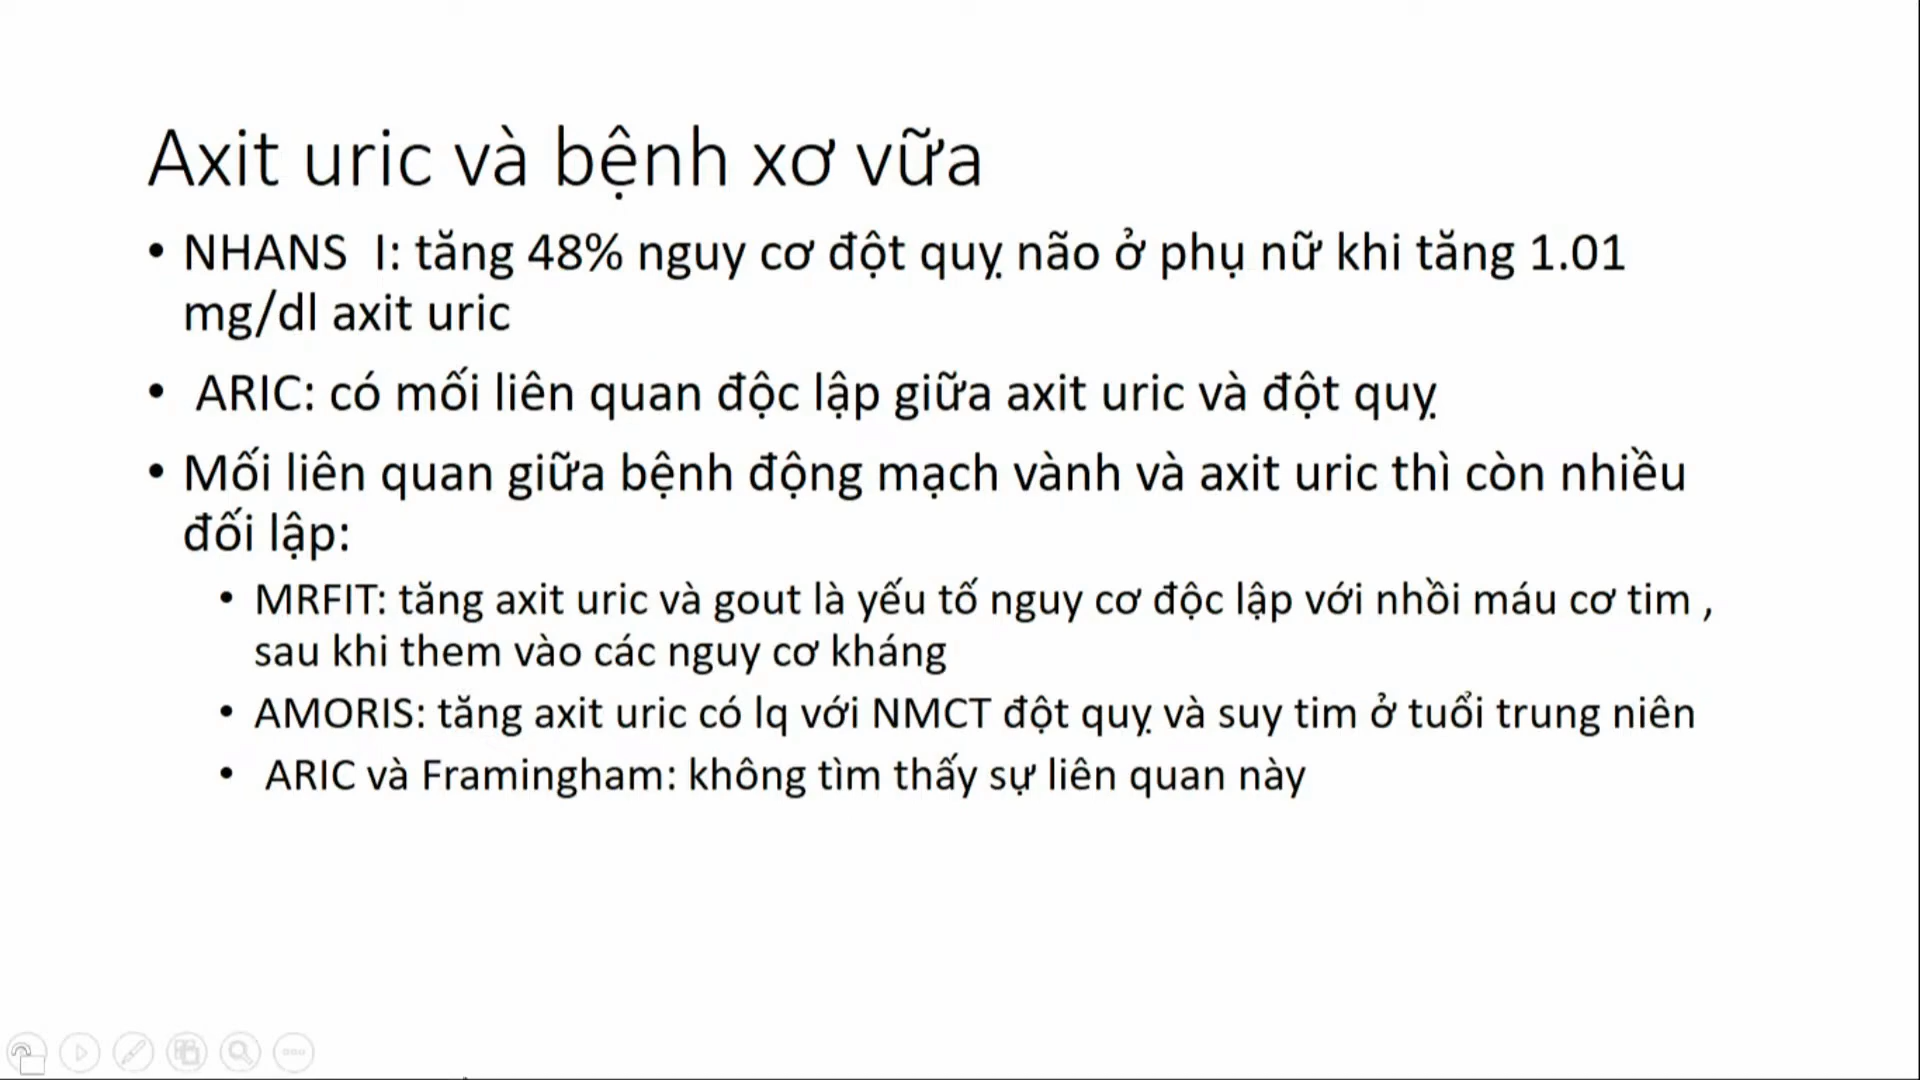 Axit uric và bệnh xơ vữa
• NHANS I: tăng 48% nguy cơ đột quỵ não ở phụ nữ khi tăng 1.01
mg/dl axit uric
• ARIC: có mối liên quan độc lập giữa axit uric và đột quỵ
• Mối liên quan giữa bệnh động mạch vành và axit uric thì còn nhiều
đối lập:
• MRFIT: tăng axit uric và gout là yếu tố nguy cơ độc lập với nhồi máu cơ tim ,
sau khi them vào các nguy cơ kháng
• AMORIS: tăng axit uric có lq với NMCT đột quỵ và suy tim ở tuổi trung niên
• ARIC và Framingham: không tìm thấy sự liên quan này